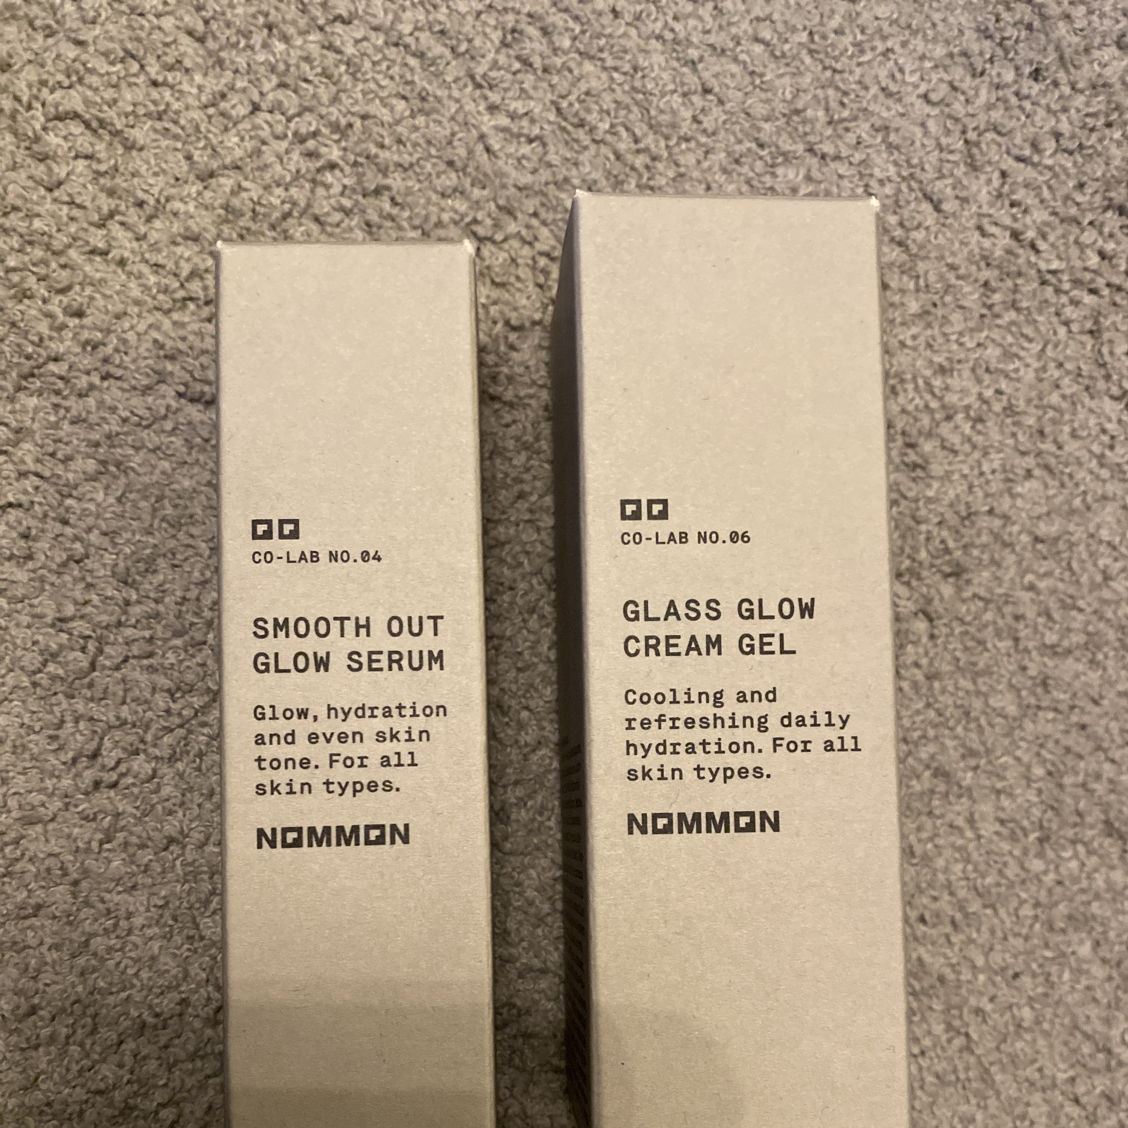 CO-LAB NO.04
SMOOTH OUT
GLOW SERUM
Glow, hydration
and even skin
tone. For all
skin types.
NOMMON
CO-LAB NO.06
GLASS GLOW
CREAM GEL
Cooling and
refreshing daily
hydration. For all
skin types.
NOMMON